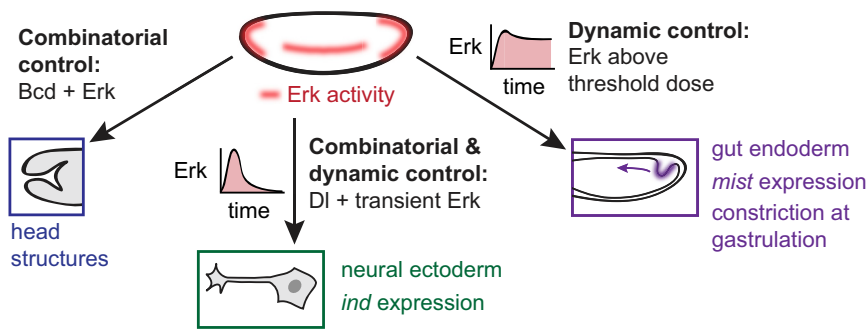 Combinatorial
control:
Bcd + Erk
Erk activity
Erk
time
Dynamic control:
Erk above
threshold dose
Erk
time
Combinatorial &
dynamic control:
Dl + transient Erk
head
structures
neural ectoderm
ind expression
gut endoderm
mist expression
constriction at
gastrulation